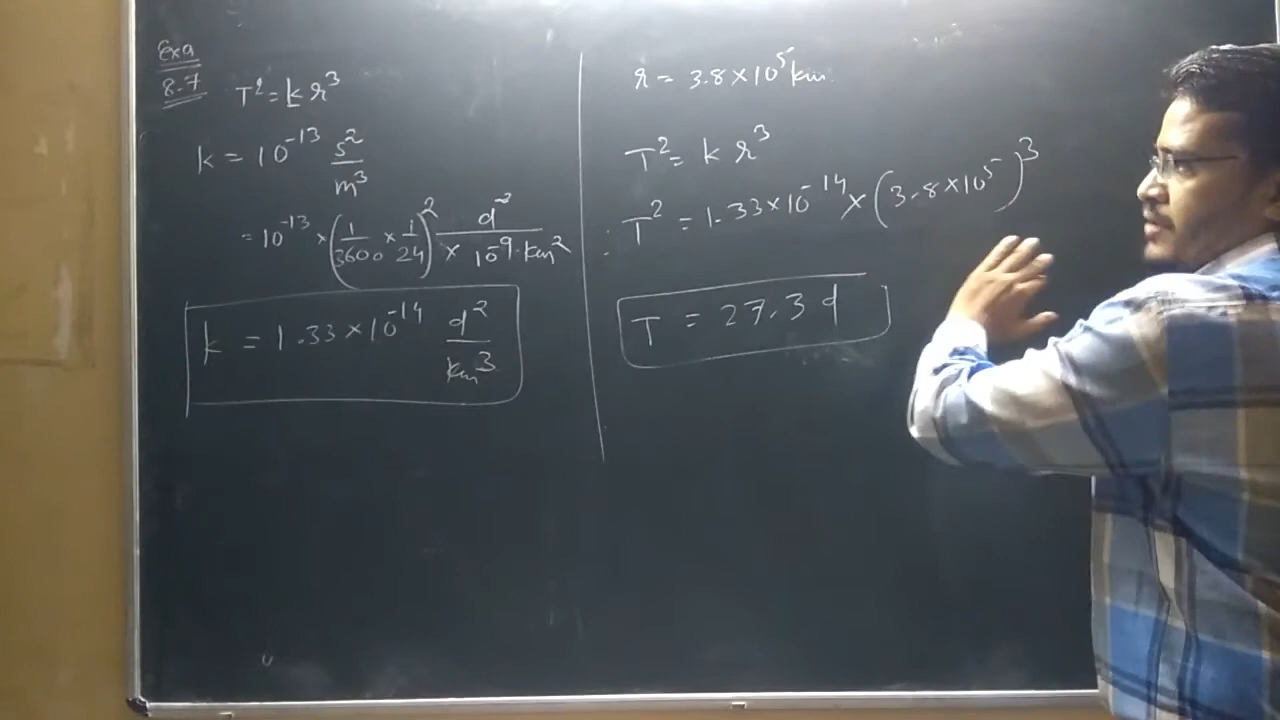 Exa
8.7
T² = k r³
k = 10⁻¹³ s²/m³
= 10⁻¹³ × (1/3600 × 1/24)² d²/(× 10⁻⁹ · km²)
k = 1.33 × 10⁻¹⁴ d²/km³
r = 3.8 × 10⁵ km
T² = k r³
∴ T² = 1.33 × 10⁻¹⁴ × (3.8 × 10⁵)³
T = 27.3 d